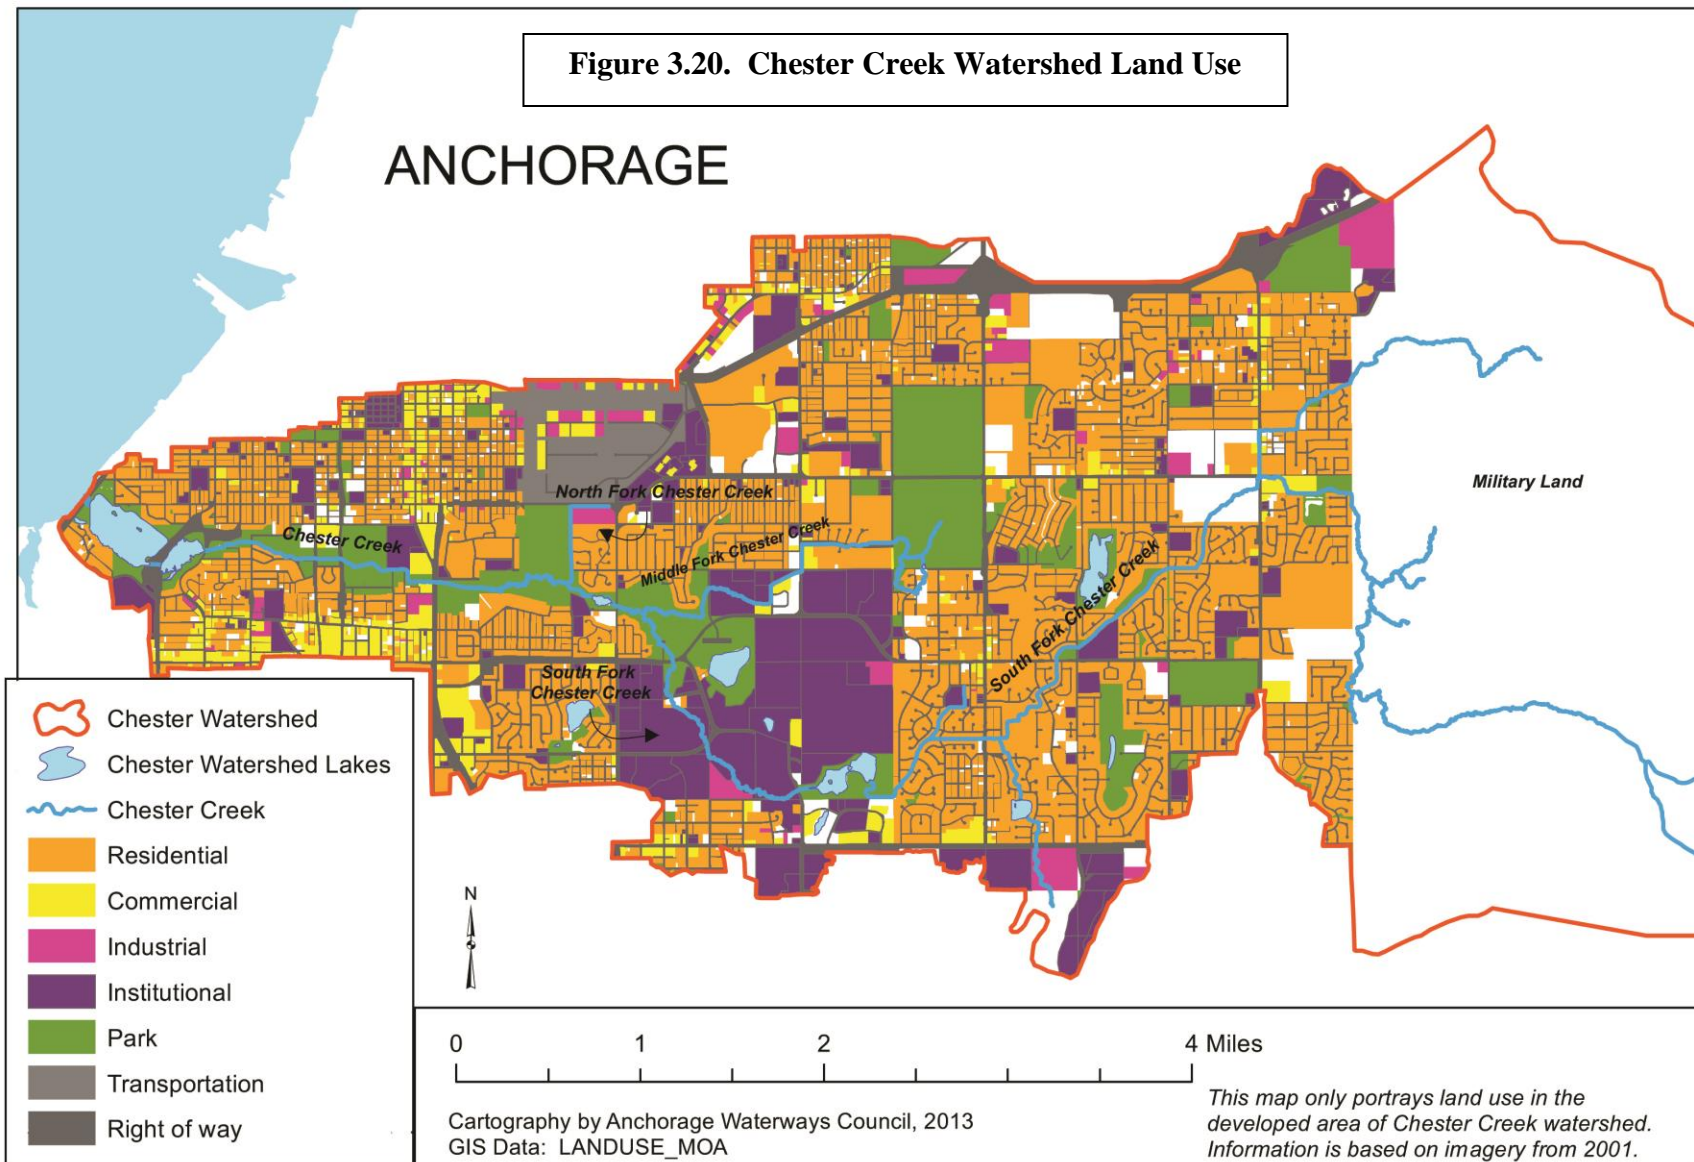 Figure 3.20.  Chester Creek Watershed Land Use
ANCHORAGE
Military Land
North Fork Chester Creek
Chester Creek
Middle Fork Chester Creek
South Fork Chester Creek
South Fork
Chester Creek
Chester Watershed
Chester Watershed Lakes
Chester Creek
Residential
Commercial
Industrial
Institutional
Park
Transportation
Right of way
N
0 1 2 4 Miles
Cartography by Anchorage Waterways Council, 2013
GIS Data:  LANDUSE_MOA
This map only portrays land use in the
developed area of Chester Creek watershed.
Information is based on imagery from 2001.